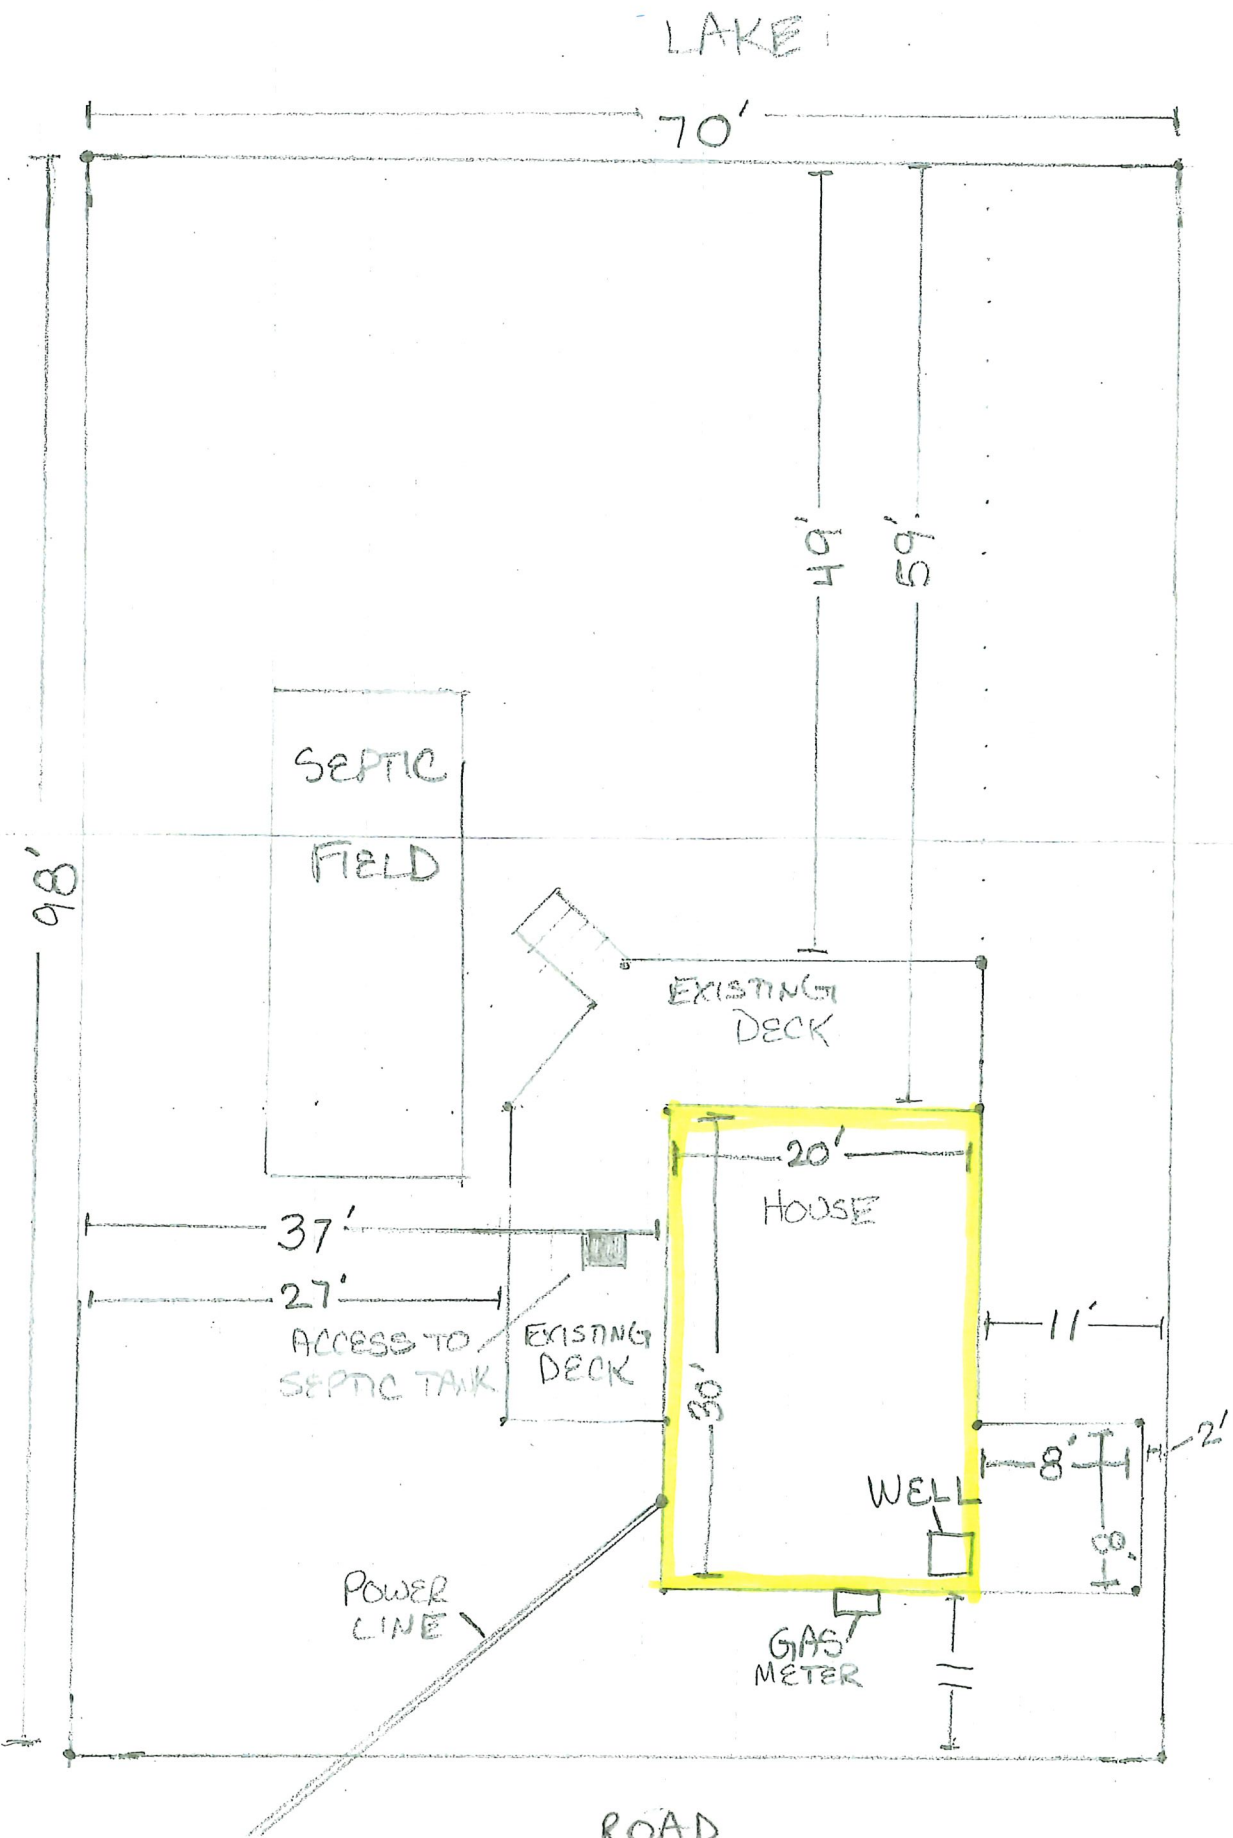 LAKE
70'
49'
59'
SEPTIC
FIELD
98'
EXISTING
DECK
20'
HOUSE
37'
27'
ACCESS TO
SEPTIC TANK
EXISTING
DECK
30'
11'
2'
8'
8'
WELL
POWER
LINE
GAS
METER
ROAD